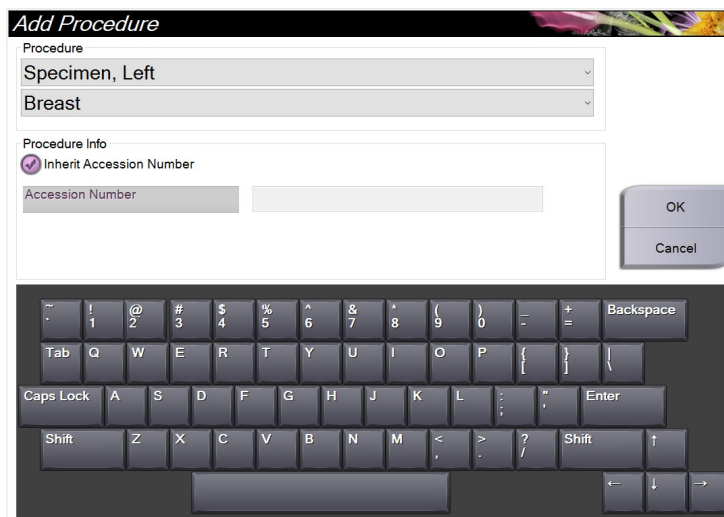 Add Procedure
Procedure
Specimen, Left
Breast
Procedure Info
Inherit Accession Number
Accession Number
OK
Cancel
~ ! @ # $ % ^ & * ( ) _ + Backspace
` 1 2 3 4 5 6 7 8 9 0 - =
Tab Q W E R T Y U I O P { } |
[ ] \
Caps Lock A S D F G H J K L : " Enter
; '
Shift Z X C V B N M < > ? Shift ↑
, . /
← ↓ →